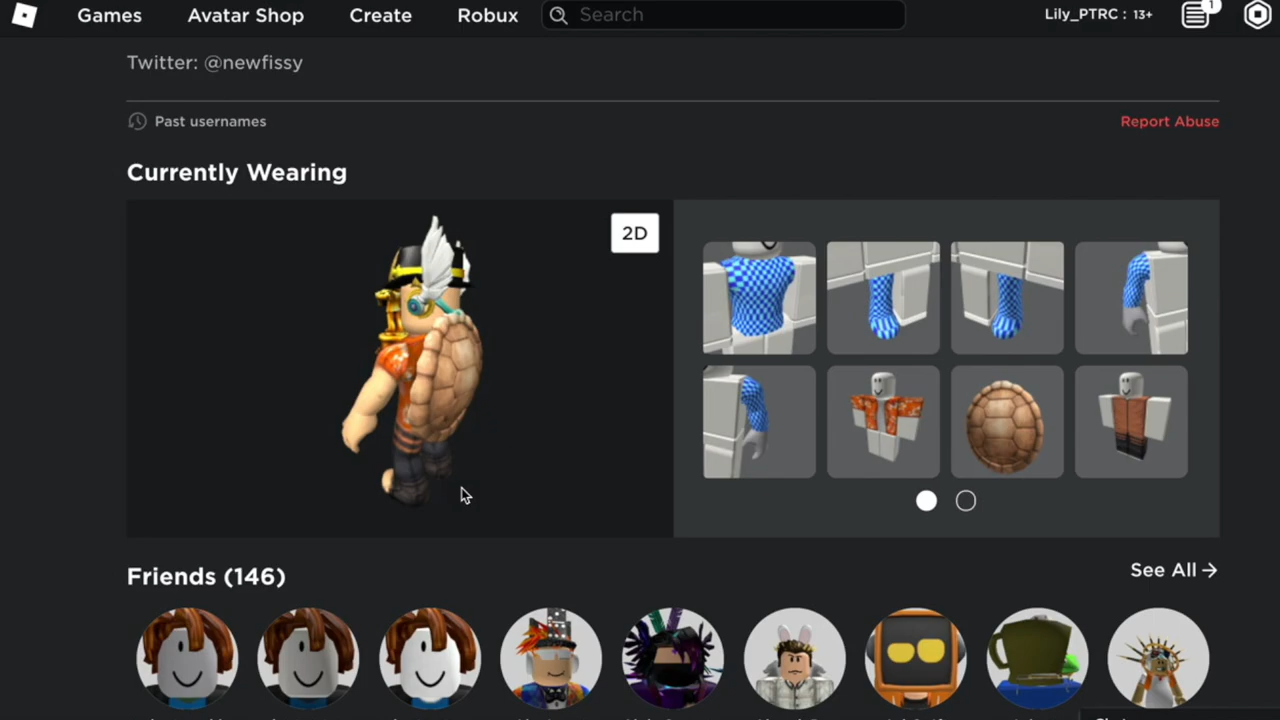 Games Avatar Shop Create Robux Search Lily_PTRC : 13+ 1
Twitter: @newfissy
Past usernames Report Abuse
Currently Wearing
2D
Friends (146) See All